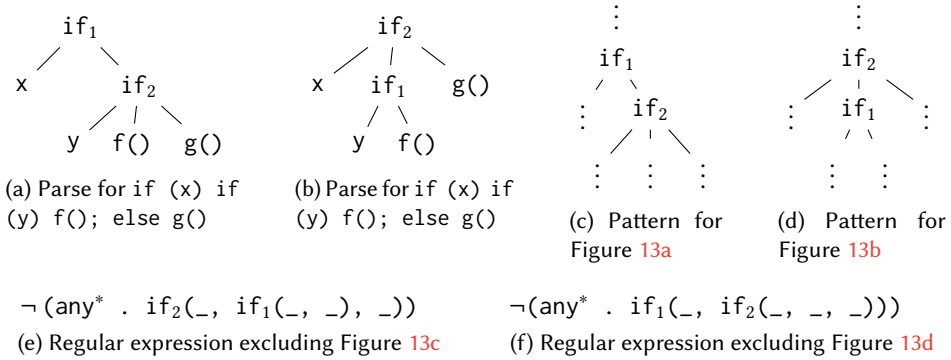 if₁
x if₂
y f() g()
(a) Parse for if (x) if
(y) f(); else g()
if₂
x if₁ g()
y f()
(b) Parse for if (x) if
(y) f(); else g()
⋮
if₁
⋮ if₂
⋮ ⋮ ⋮
(c) Pattern for
Figure 13a
⋮
if₂
⋮ if₁ ⋮
⋮ ⋮
(d) Pattern for
Figure 13b
¬ (any* . if₂(_, if₁(_, _), _))
(e) Regular expression excluding Figure 13c
¬(any* . if₁(_, if₂(_, _, _)))
(f) Regular expression excluding Figure 13d